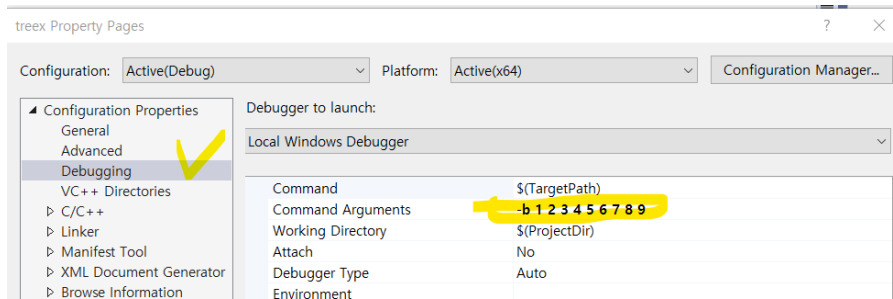 treex Property Pages ? ×
Configuration: Active(Debug) Platform: Active(x64) Configuration Manager...
Configuration Properties
General
Advanced
Debugging
VC++ Directories
C/C++
Linker
Manifest Tool
XML Document Generator
Browse Information
Debugger to launch:
Local Windows Debugger
Command $(TargetPath)
Command Arguments -b 1 2 3 4 5 6 7 8 9
Working Directory $(ProjectDir)
Attach No
Debugger Type Auto
Environment